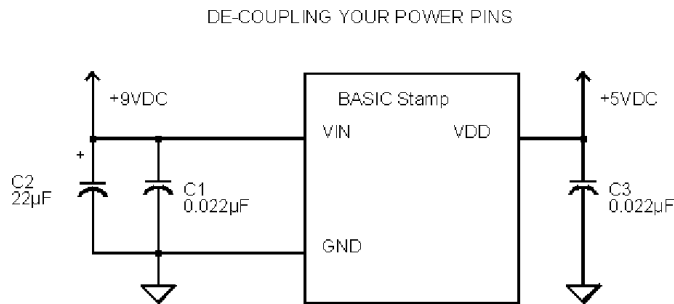 DE-COUPLING YOUR POWER PINS
+9VDC
BASIC Stamp
+5VDC
VIN
VDD
+
C2
22µF
C1
0.022µF
C3
0.022µF
GND